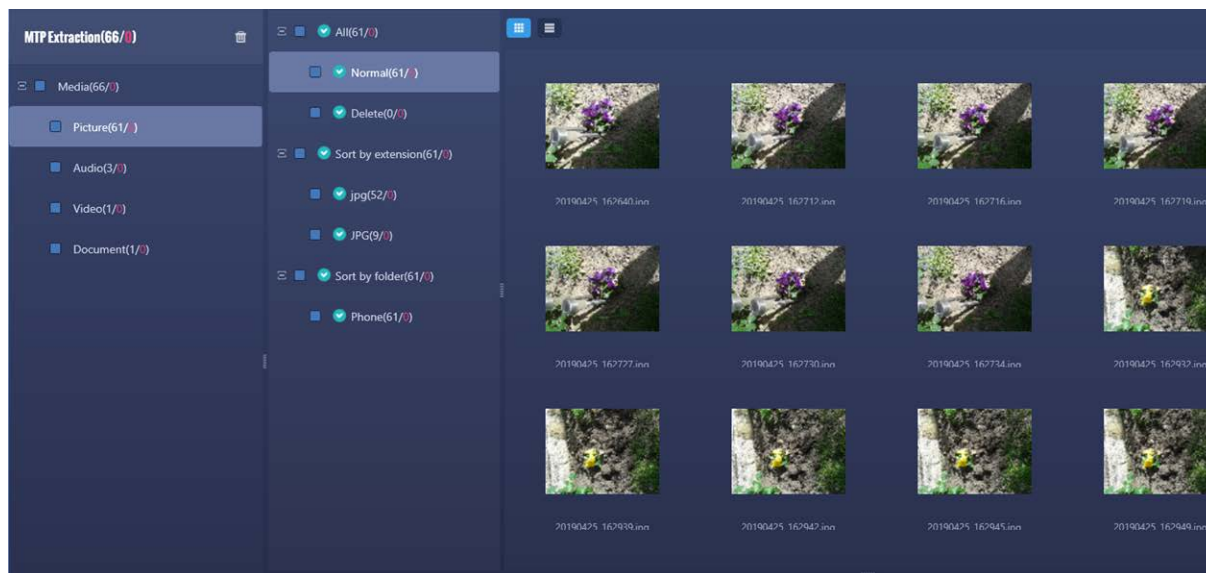 MTP Extraction(66/0)
Media(66/0)
Picture(61/0)
Audio(3/0)
Video(1/0)
Document(1/0)
All(61/0)
Normal(61/0)
Delete(0/0)
Sort by extension(61/0)
jpg(52/0)
JPG(9/0)
Sort by folder(61/0)
Phone(61/0)
20190425_162640.jpg
20190425_162712.jpg
20190425_162716.jpg
20190425_162719.jpg
20190425_162727.jpg
20190425_162730.jpg
20190425_162734.jpg
20190425_162932.jpg
20190425_162939.jpg
20190425_162942.jpg
20190425_162945.jpg
20190425_162949.jpg